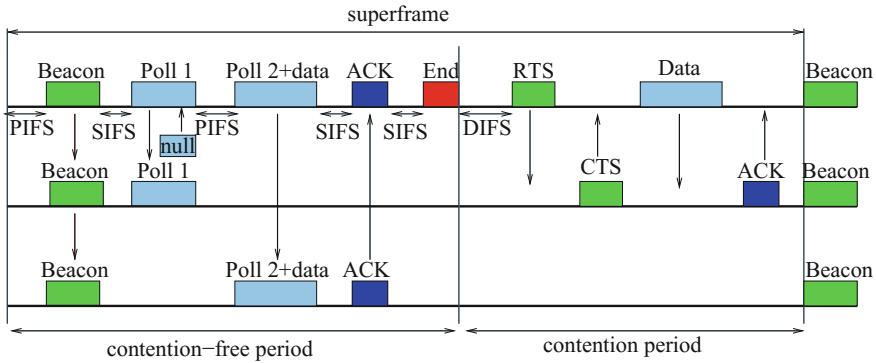 superframe
Beacon Poll 1 Poll 2+data ACK End RTS Data Beacon
PIFS SIFS PIFS SIFS SIFS DIFS
null
Beacon Poll 1 CTS ACK Beacon
Beacon Poll 2+data ACK Beacon
contention−free period contention period